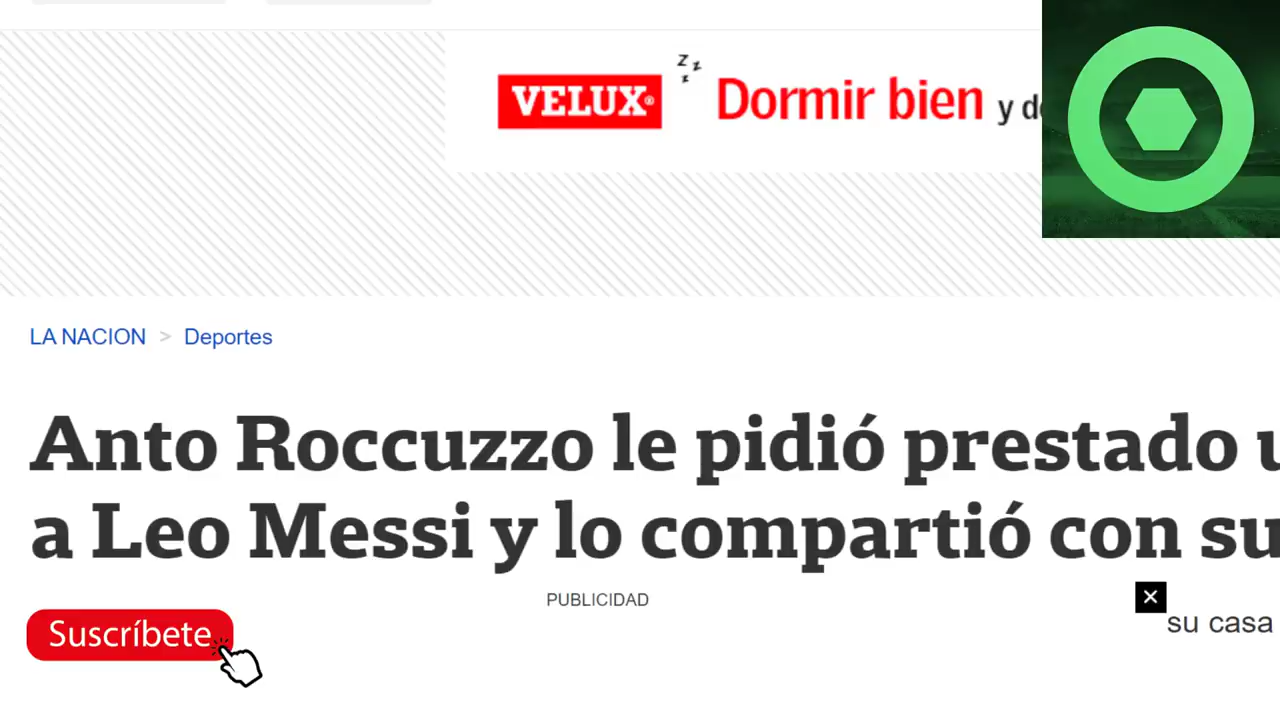 z z
z
VELUX®
Dormir bien y
LA NACION > Deportes
Anto Roccuzzo le pidió prestado
a Leo Messi y lo compartió con su
PUBLICIDAD
su casa
Suscríbete